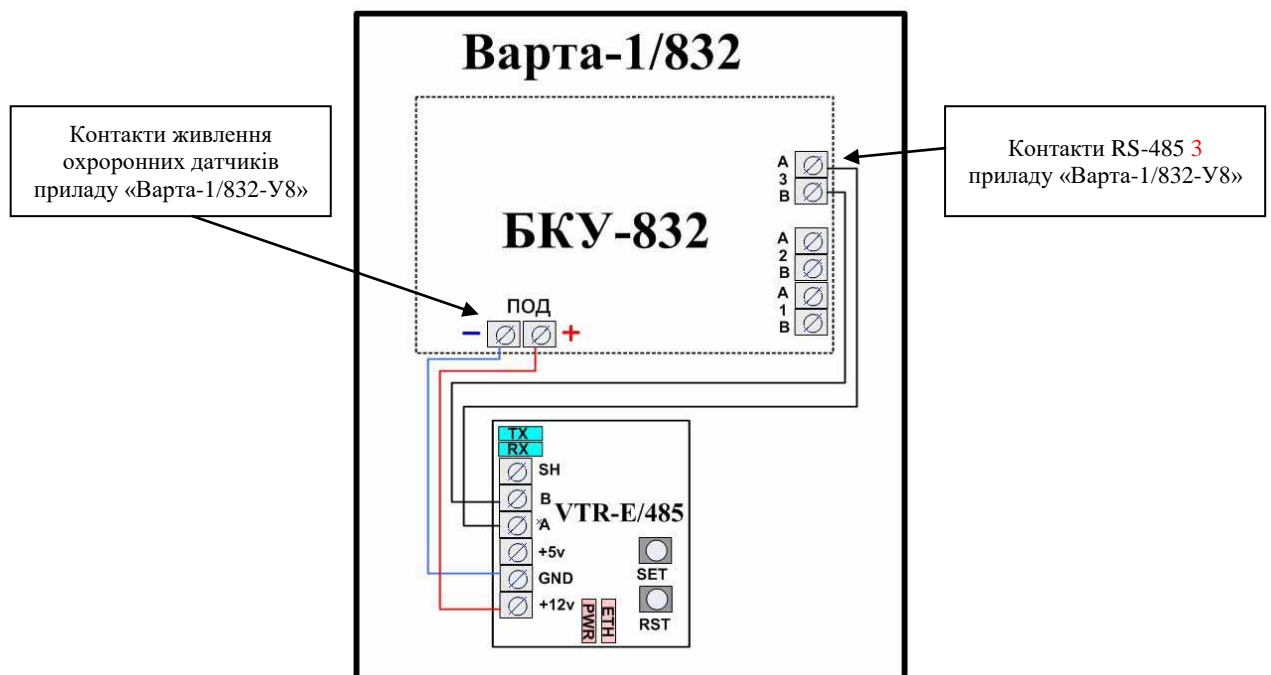 Варта-1/832
Контакти живлення
охроронних датчиків
приладу «Варта-1/832-У8»
Контакти RS-485 3
приладу «Варта-1/832-У8»
A
3
B
БКУ-832
A
2
B
A
1
B
ПОД
– +
TX
RX
SH
B
A
VTR-E/485
+5v
GND
+12v
SET
RST
PWR
ETH